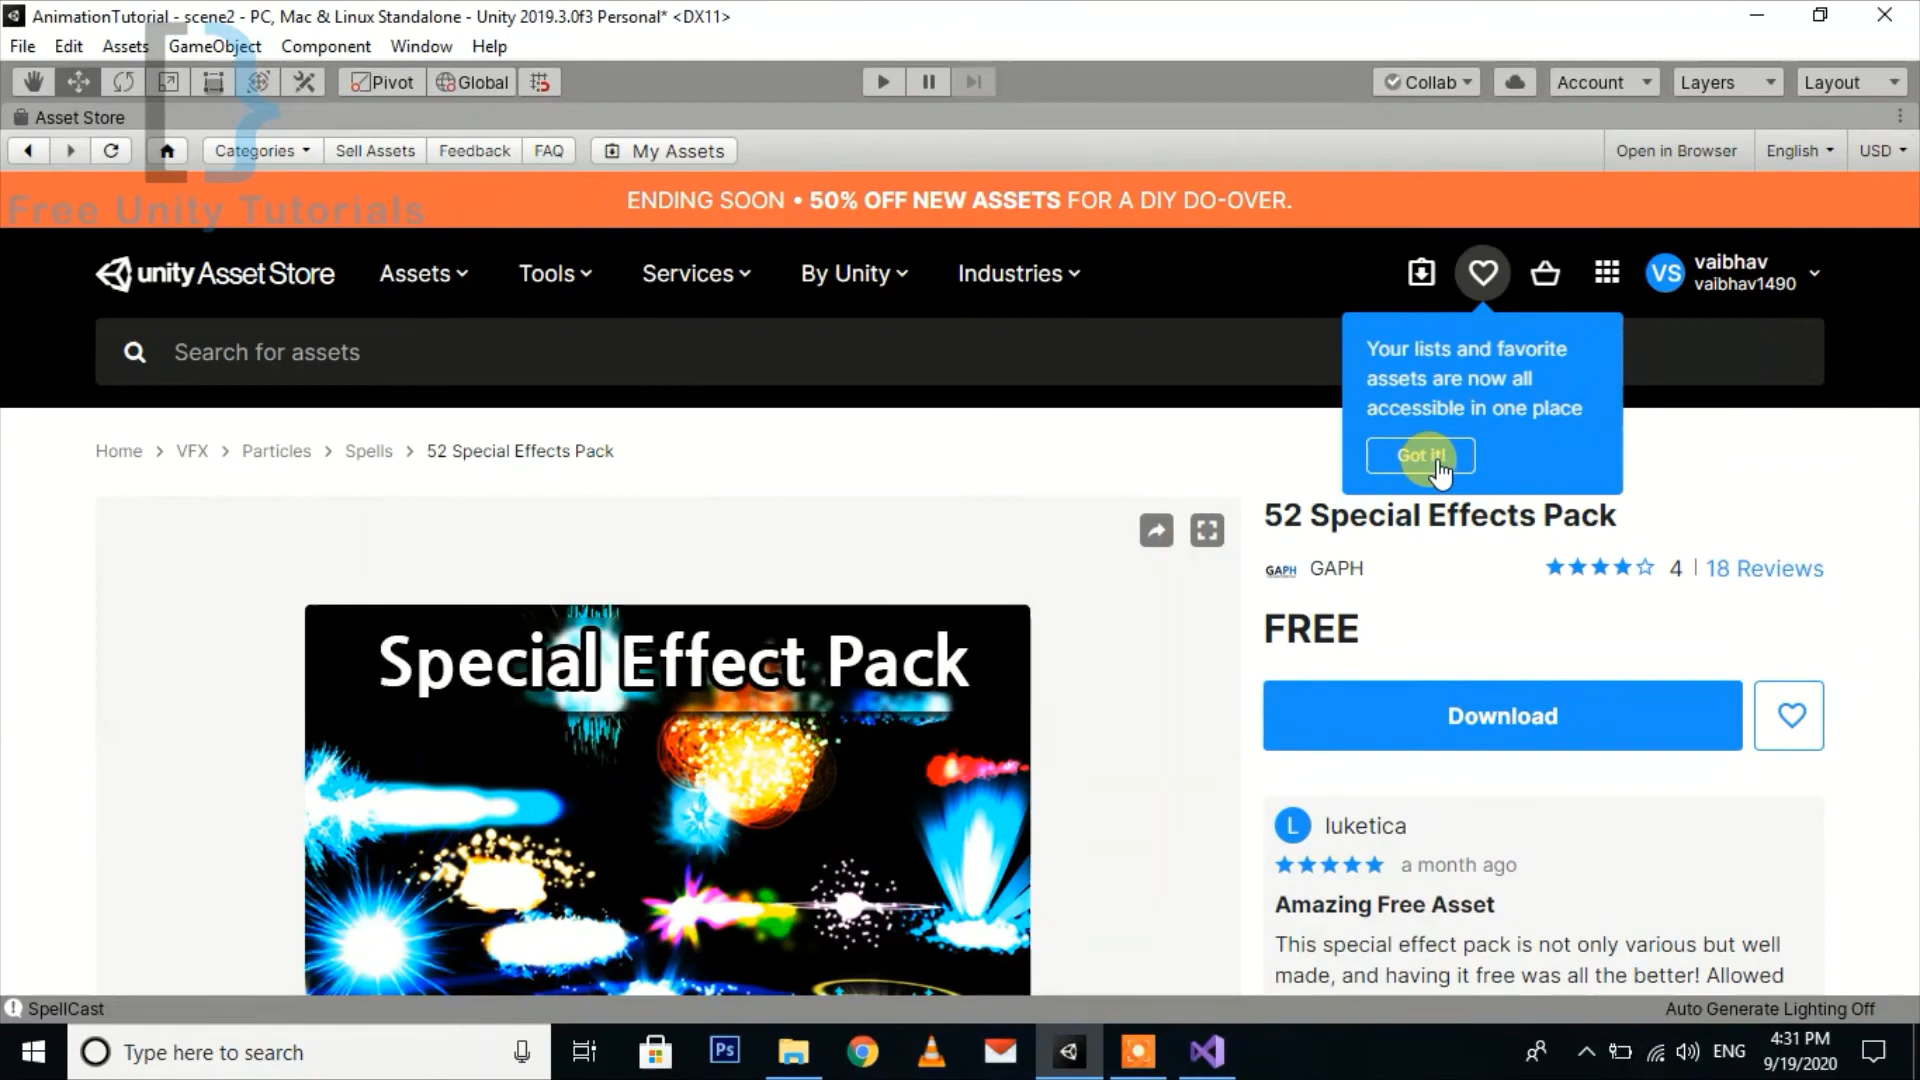 AnimationTutorial - scene2 - PC, Mac & Linux Standalone - Unity 2019.3.0f3 Personal* <DX11>
File Edit Assets GameObject Component Window Help
Pivot Global Collab Account Layers Layout
Asset Store
Categories Sell Assets Feedback FAQ My Assets Open in Browser English USD
Free Unity Tutorials
ENDING SOON • 50% OFF NEW ASSETS FOR A DIY DO-OVER.
unity Asset Store Assets Tools Services By Unity Industries
VS vaibhav
vaibhav1490
Search for assets
Your lists and favorite
assets are now all
accessible in one place
Got it!
Home > VFX > Particles > Spells > 52 Special Effects Pack
52 Special Effects Pack
GAPH GAPH 4 | 18 Reviews
FREE
Download
Special Effect Pack
L luketica
a month ago
Amazing Free Asset
This special effect pack is not only various but well
made, and having it free was all the better! Allowed
SpellCast Auto Generate Lighting Off
Type here to search
Ps
ENG
4:31 PM
9/19/2020